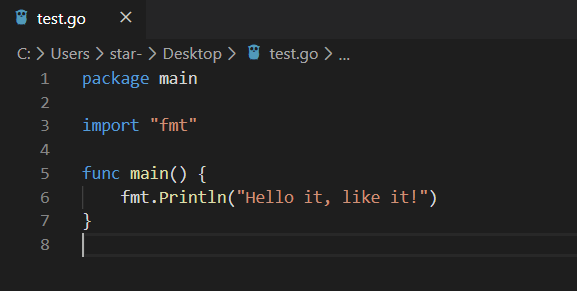 test.go ×
C: > Users > star- > Desktop > test.go > ...
1 package main
2
3 import "fmt"
4
5 func main() {
6 fmt.Println("Hello it, like it!")
7 }
8